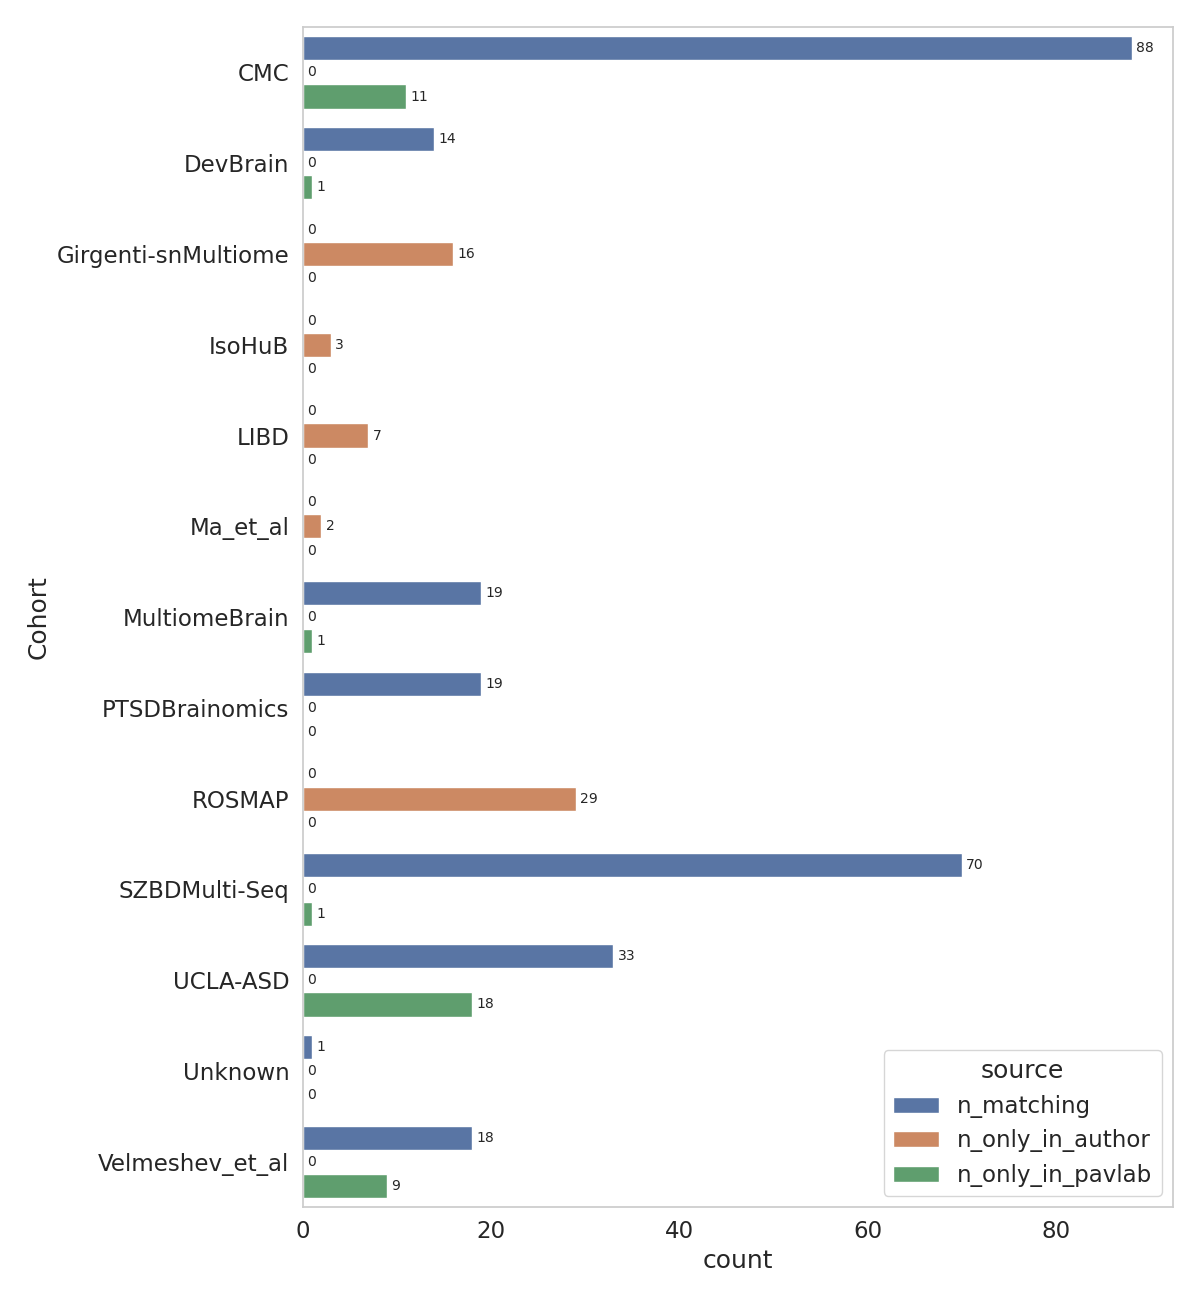 CMC
88
0
11
DevBrain
14
0
1
Girgenti-snMultiome
0
16
0
IsoHuB
0
3
0
LIBD
0
7
0
Ma_et_al
0
2
0
MultiomeBrain
19
0
1
PTSDBrainomics
19
0
0
ROSMAP
0
29
0
SZBDMulti-Seq
70
0
1
UCLA-ASD
33
0
18
Unknown
1
0
0
Velmeshev_et_al
18
0
9
Cohort
0 20 40 60 80
count
source
n_matching
n_only_in_author
n_only_in_pavlab